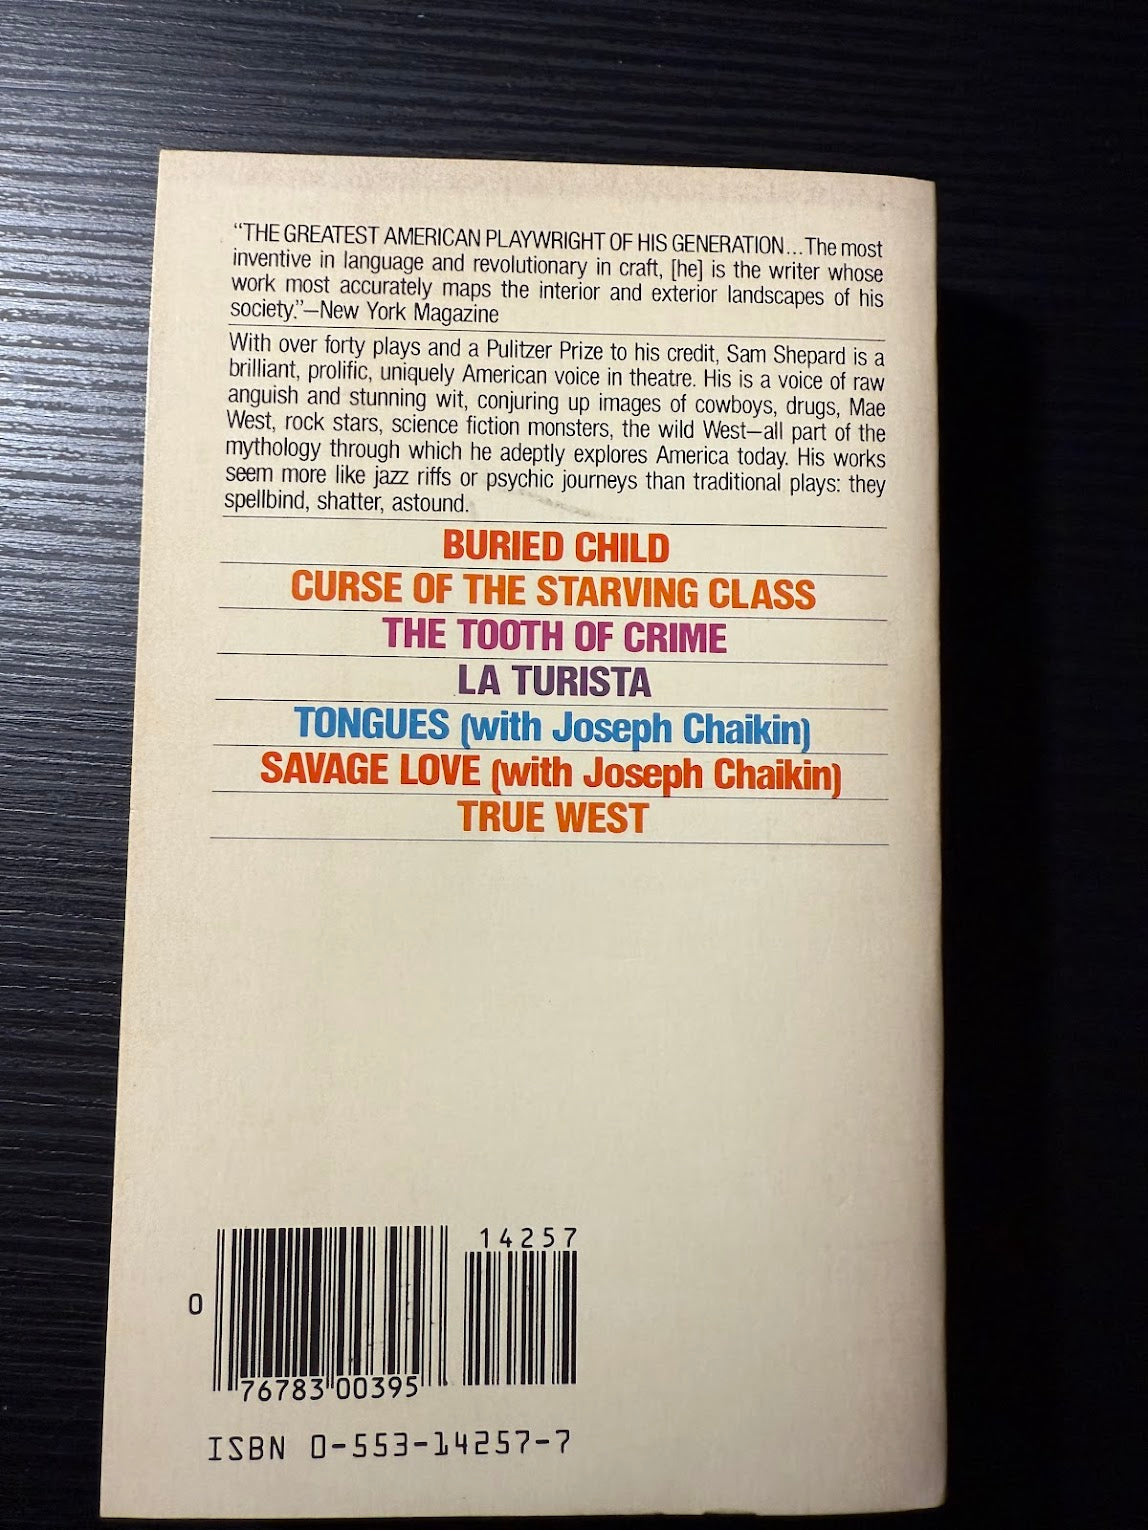 “THE GREATEST AMERICAN PLAYWRIGHT OF HIS GENERATION...The most
inventive in language and revolutionary in craft, [he] is the writer whose
work most accurately maps the interior and exterior landscapes of his
society.”—New York Magazine
With over forty plays and a Pulitzer Prize to his credit, Sam Shepard is a
brilliant, prolific, uniquely American voice in theatre. His is a voice of raw
anguish and stunning wit, conjuring up images of cowboys, drugs, Mae
West, rock stars, science fiction monsters, the wild West—all part of the
mythology through which he adeptly explores America today. His works
seem more like jazz riffs or psychic journeys than traditional plays: they
spellbind, shatter, astound.
BURIED CHILD
CURSE OF THE STARVING CLASS
THE TOOTH OF CRIME
LA TURISTA
TONGUES (with Joseph Chaikin)
SAVAGE LOVE (with Joseph Chaikin)
TRUE WEST
14257
0
76783 00395
ISBN 0-553-14257-7